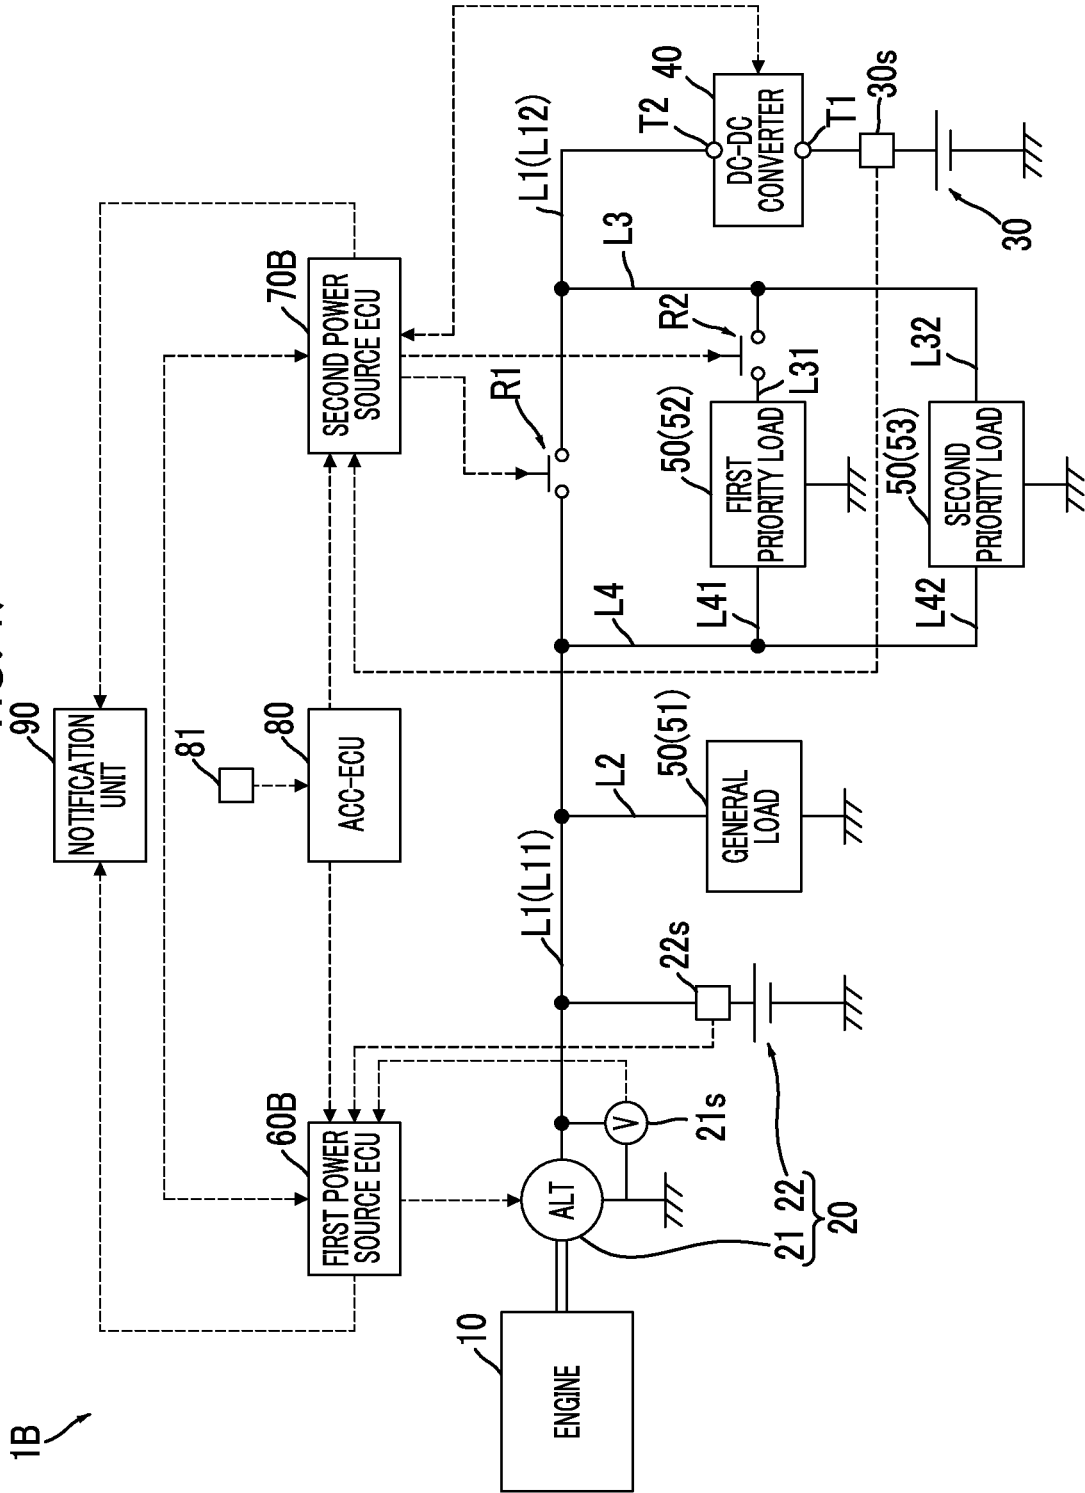 1B
NOTIFICATION
UNIT
90
81
ACC-ECU
80
FIRST POWER
SOURCE ECU
60B
SECOND POWER
SOURCE ECU
70B
ENGINE
10
ALT
V
21s
21
22
20
22s
L1(L11)
L2
GENERAL
LOAD
50(51)
L4
L41
L42
R1
FIRST
PRIORITY LOAD
50(52)
SECOND
PRIORITY LOAD
50(53)
R2
L31
L32
L3
L1(L12)
T2
DC-DC
CONVERTER
40
T1
30s
30